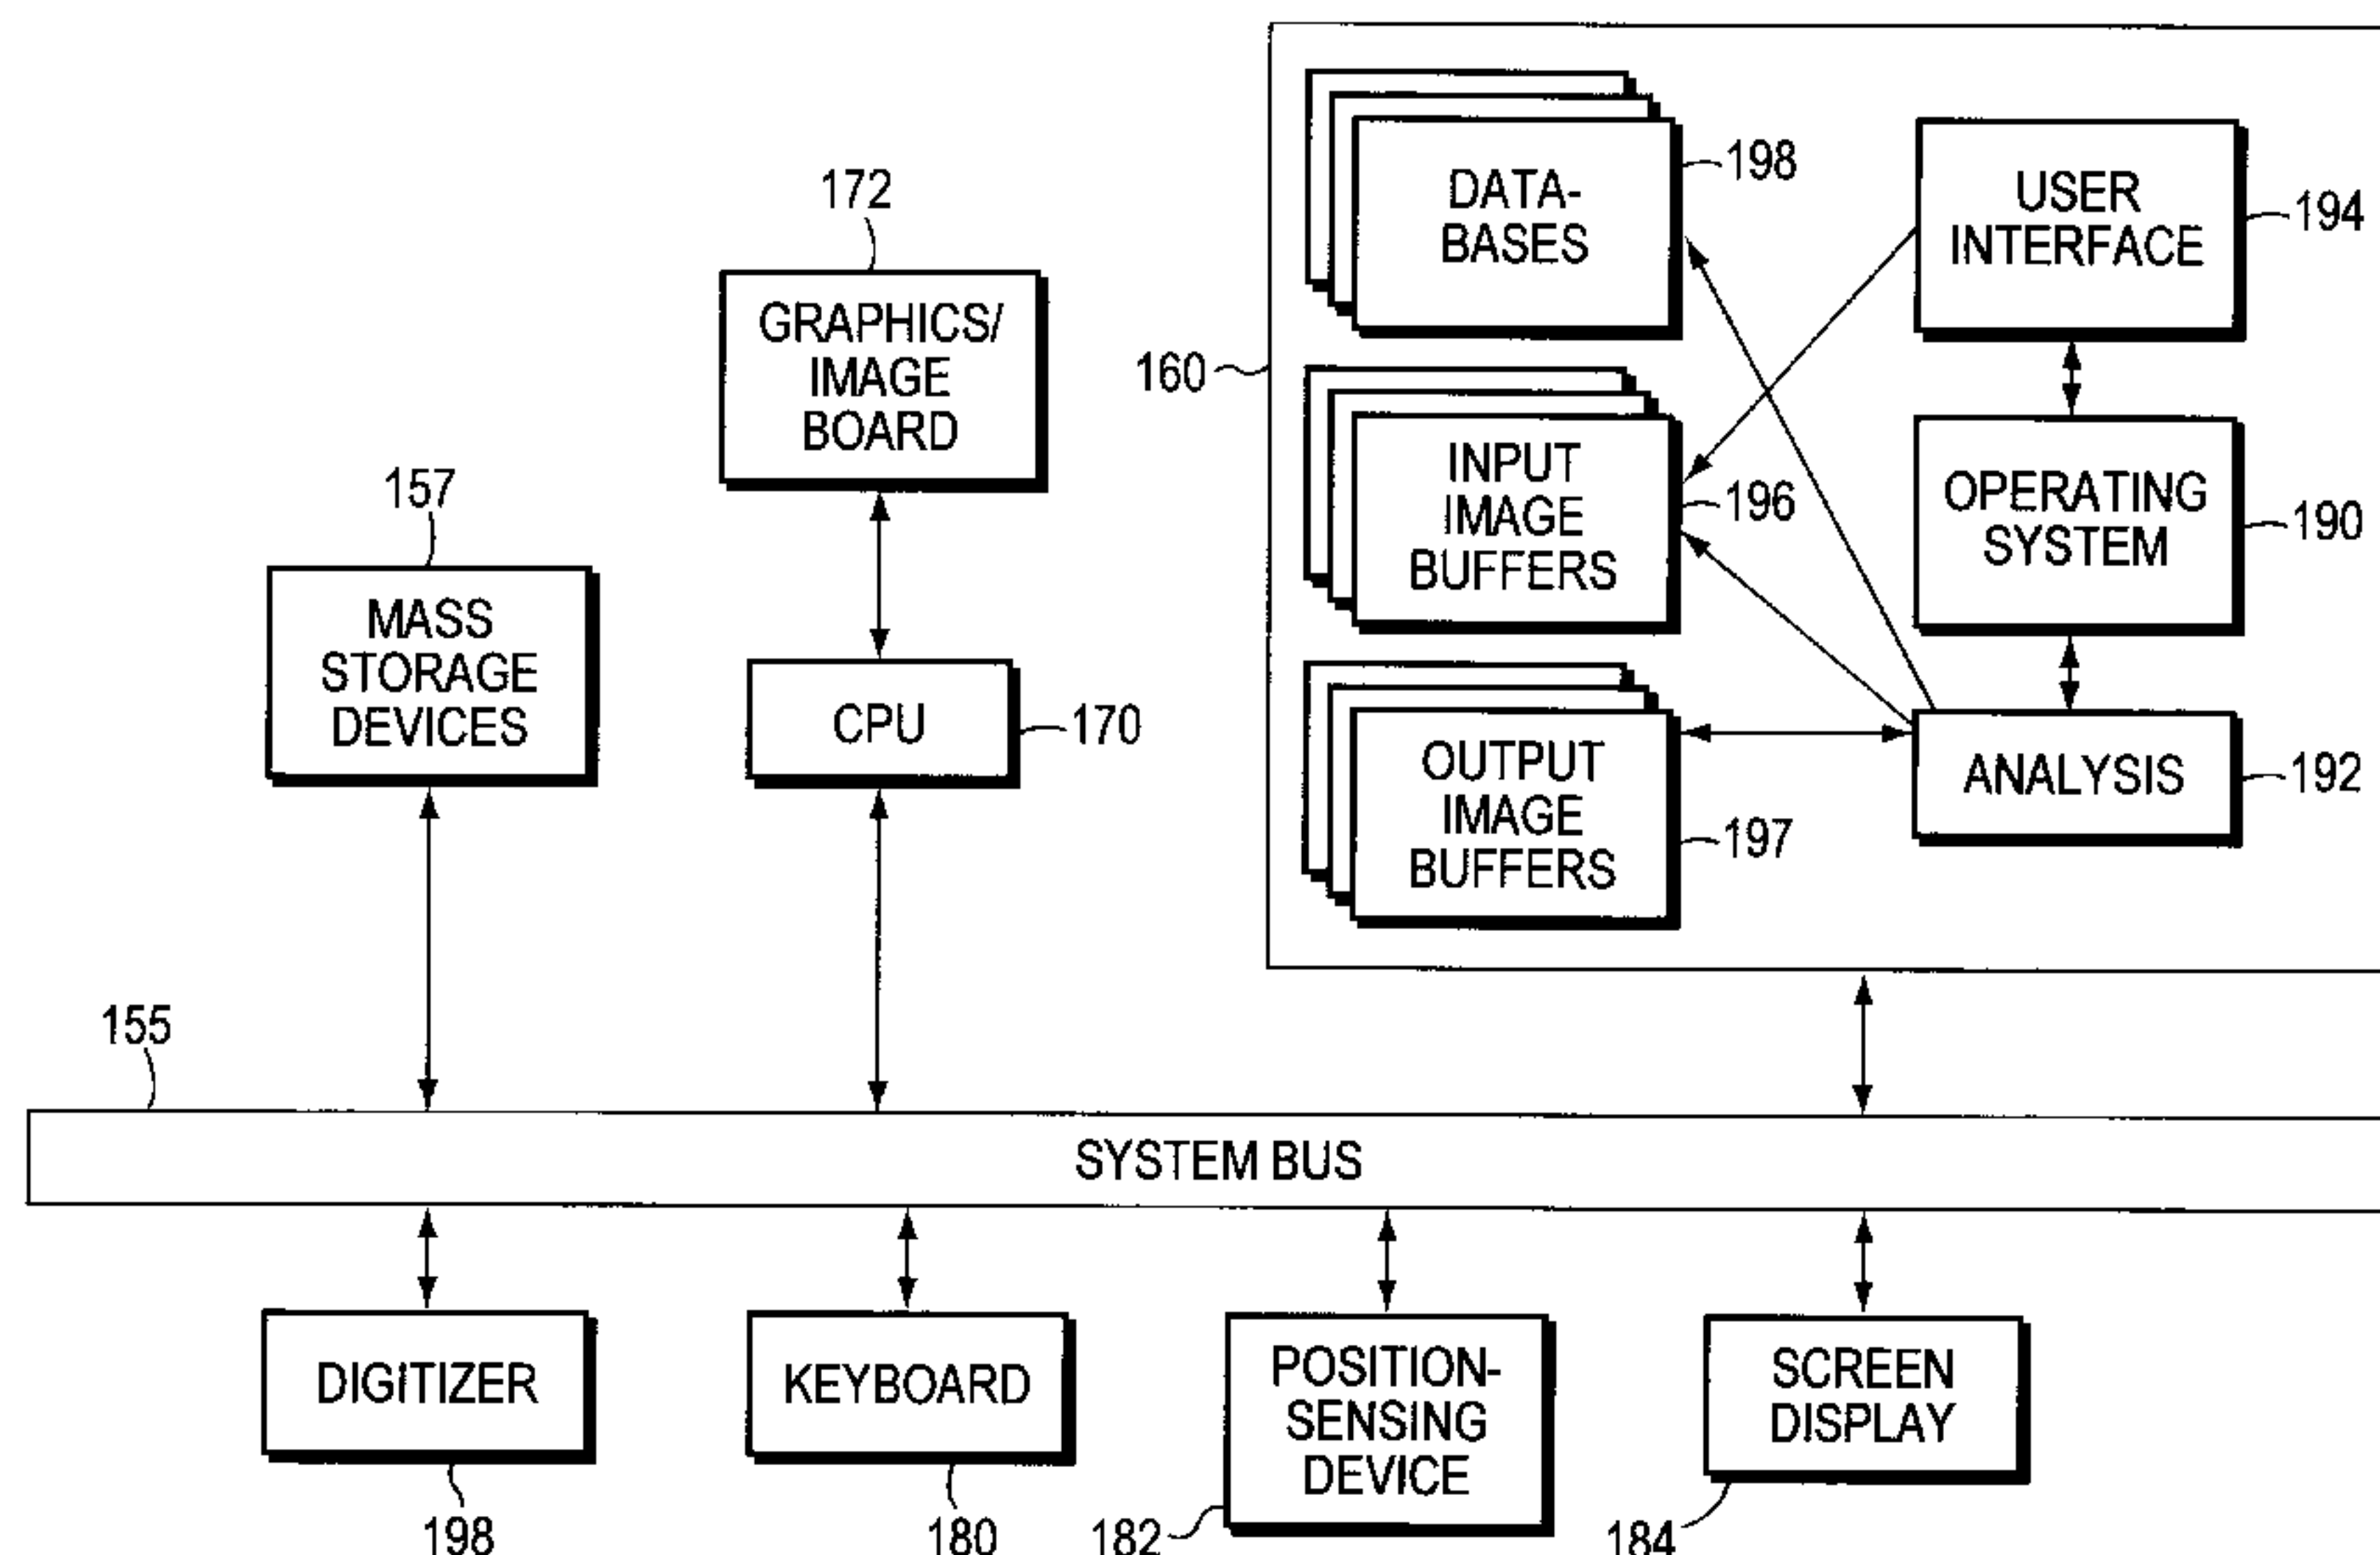 172
GRAPHICS/
IMAGE
BOARD
157
MASS
STORAGE
DEVICES
CPU
170
160
DATA-
BASES
198
USER
INTERFACE
194
INPUT
IMAGE
BUFFERS
196
OPERATING
SYSTEM
190
OUTPUT
IMAGE
BUFFERS
197
ANALYSIS
192
155
SYSTEM BUS
DIGITIZER
198
KEYBOARD
180
POSITION-
SENSING
DEVICE
182
SCREEN
DISPLAY
184